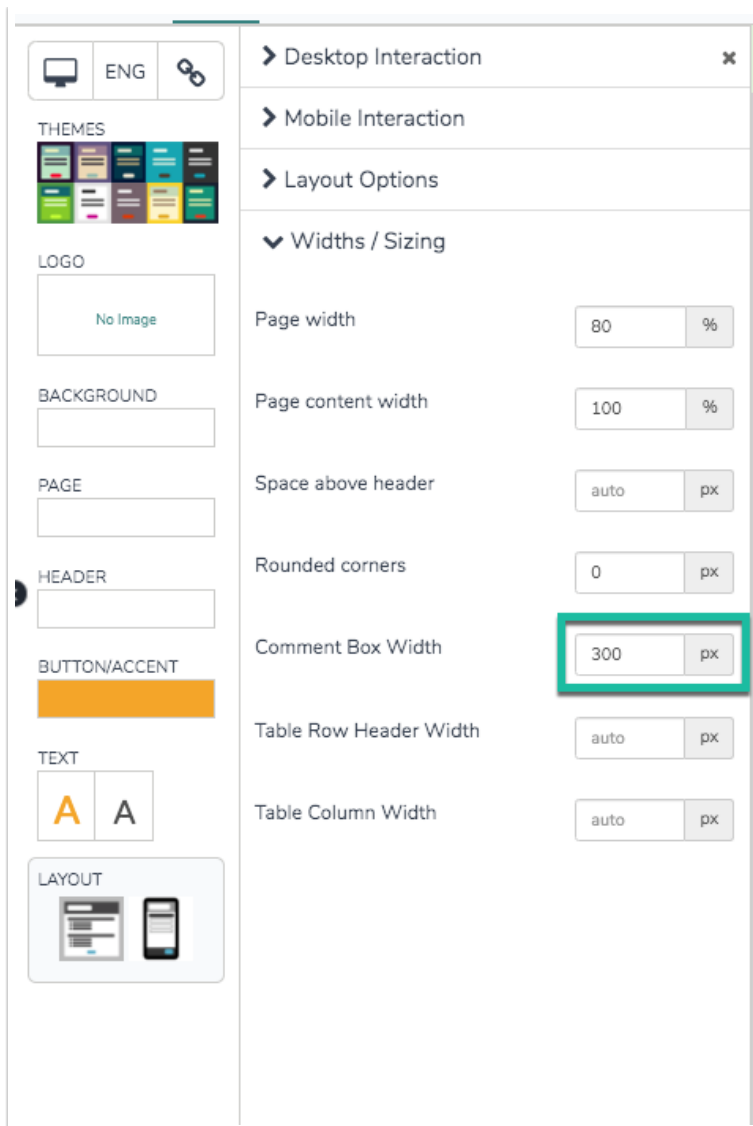 ENG
THEMES
LOGO
No Image
BACKGROUND
PAGE
HEADER
BUTTON/ACCENT
TEXT
A A
LAYOUT
Desktop Interaction
Mobile Interaction
Layout Options
Widths / Sizing
Page width 80 %
Page content width 100 %
Space above header auto px
Rounded corners 0 px
Comment Box Width 300 px
Table Row Header Width auto px
Table Column Width auto px